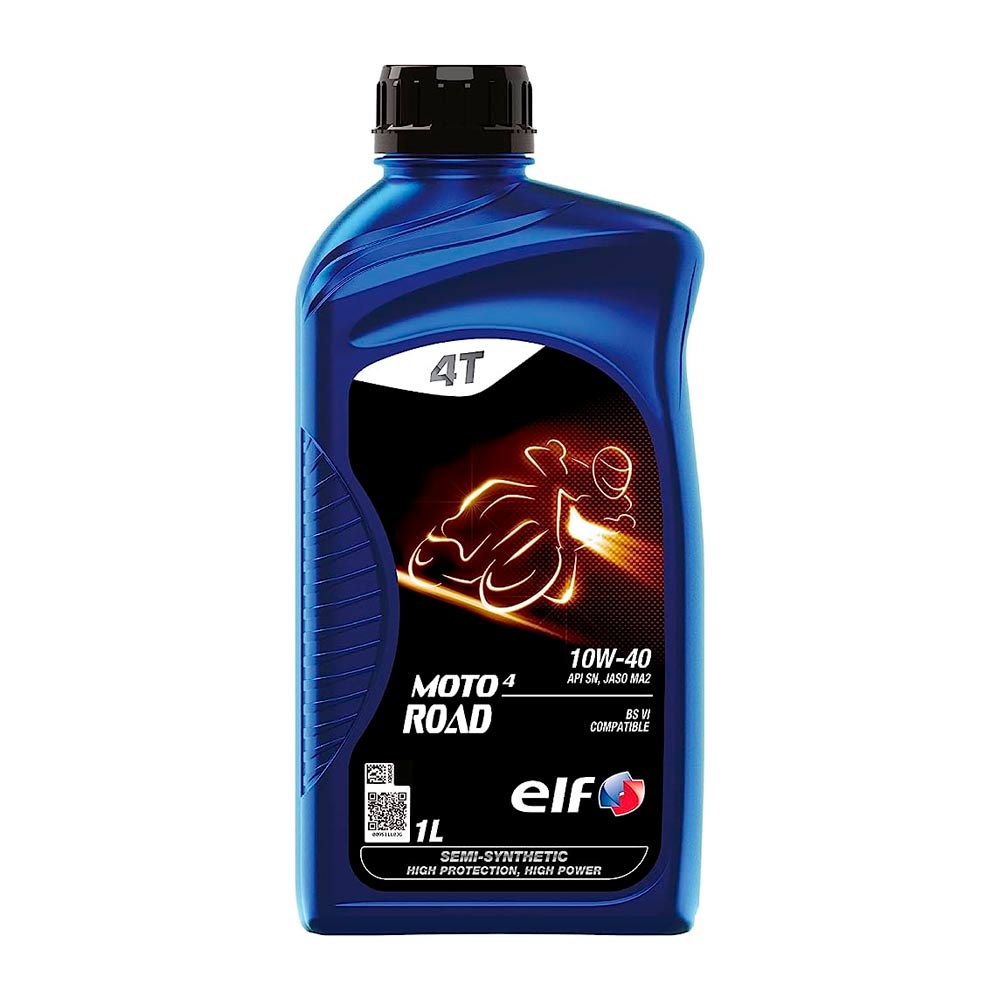 4T
10W-40
API SN, JASO MA2
MOTO 4
ROAD
BS VI
COMPATIBLE
elf
1L
SEMI-SYNTHETIC
HIGH PROTECTION, HIGH POWER